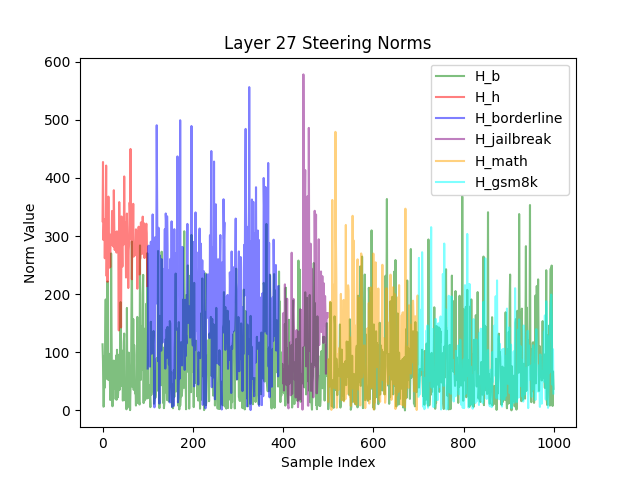 Layer 27 Steering Norms
600
500
400
300
200
100
0
Norm Value
0
200
400
600
800
1000
Sample Index
H_b
H_h
H_borderline
H_jailbreak
H_math
H_gsm8k